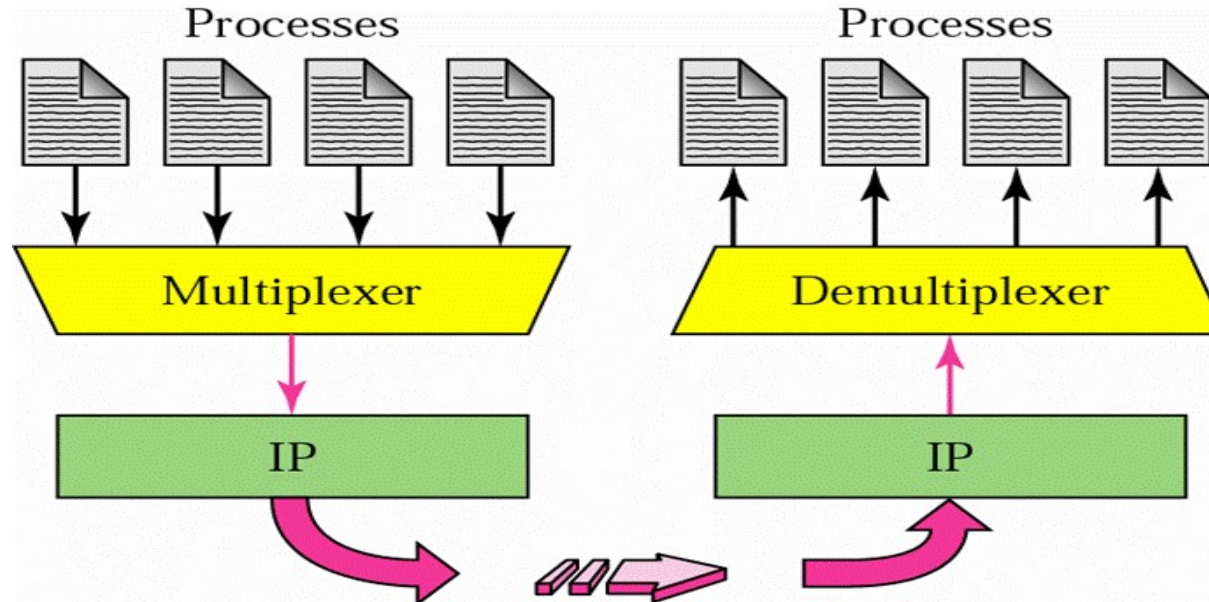 Processes
Processes
Multiplexer
Demultiplexer
IP
IP